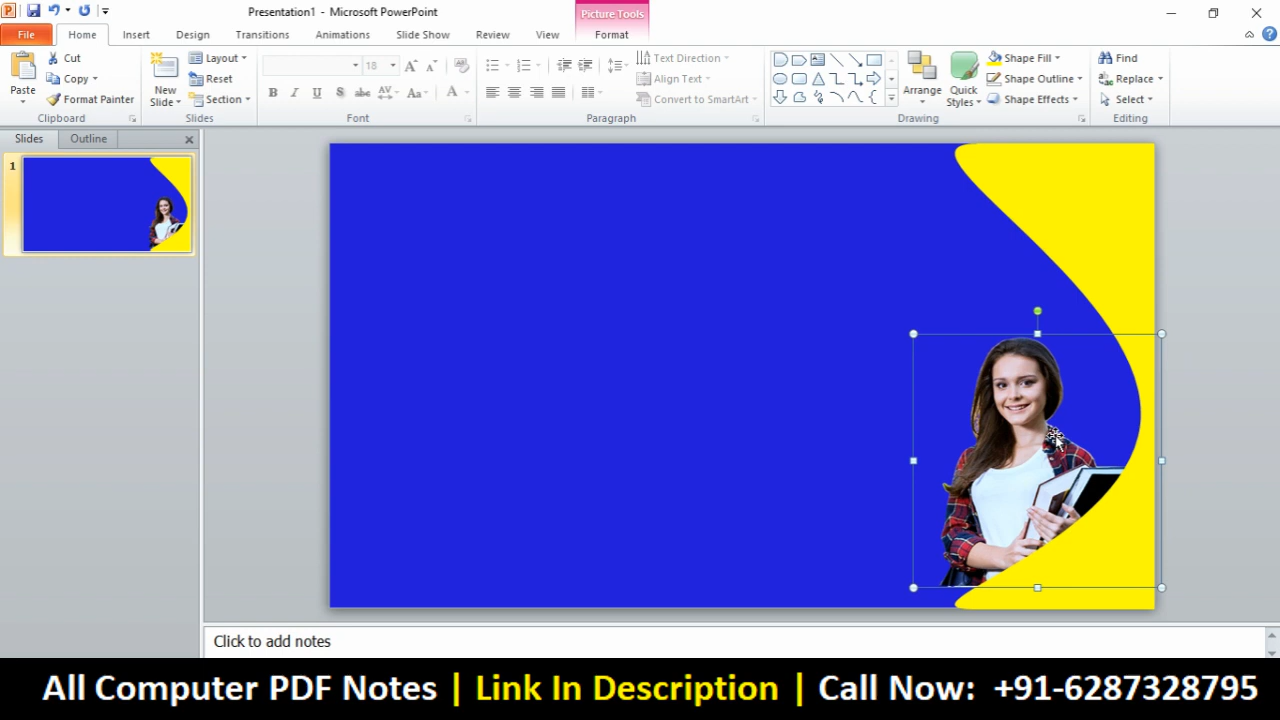 Presentation1 - Microsoft PowerPoint
Picture Tools
File Home Insert Design Transitions Animations Slide Show Review View Format
Paste
Cut
Copy
Format Painter
Clipboard
New Slide
Layout
Reset
Section
Slides
18
B I U S abc AV Aa A
Font
Text Direction
Align Text
Convert to SmartArt
Paragraph
Arrange
Quick Styles
Shape Fill
Shape Outline
Shape Effects
Drawing
Find
Replace
Select
Editing
Slides Outline
1
Click to add notes
All Computer PDF Notes | Link In Description | Call Now: +91-6287328795